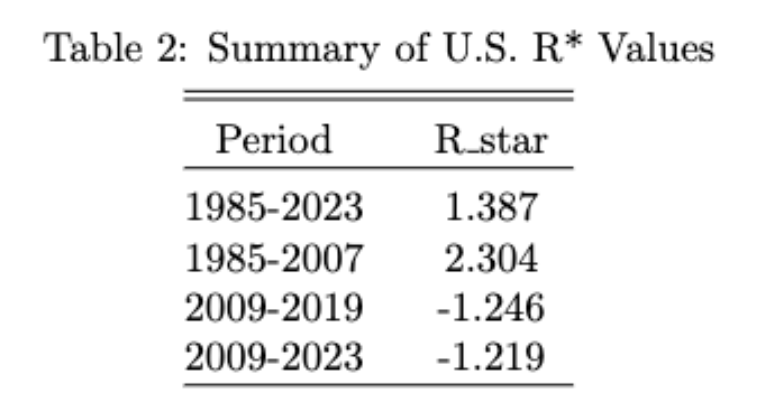 Table 2: Summary of U.S. R* Values
Period R_star
1985-2023 1.387
1985-2007 2.304
2009-2019 -1.246
2009-2023 -1.219